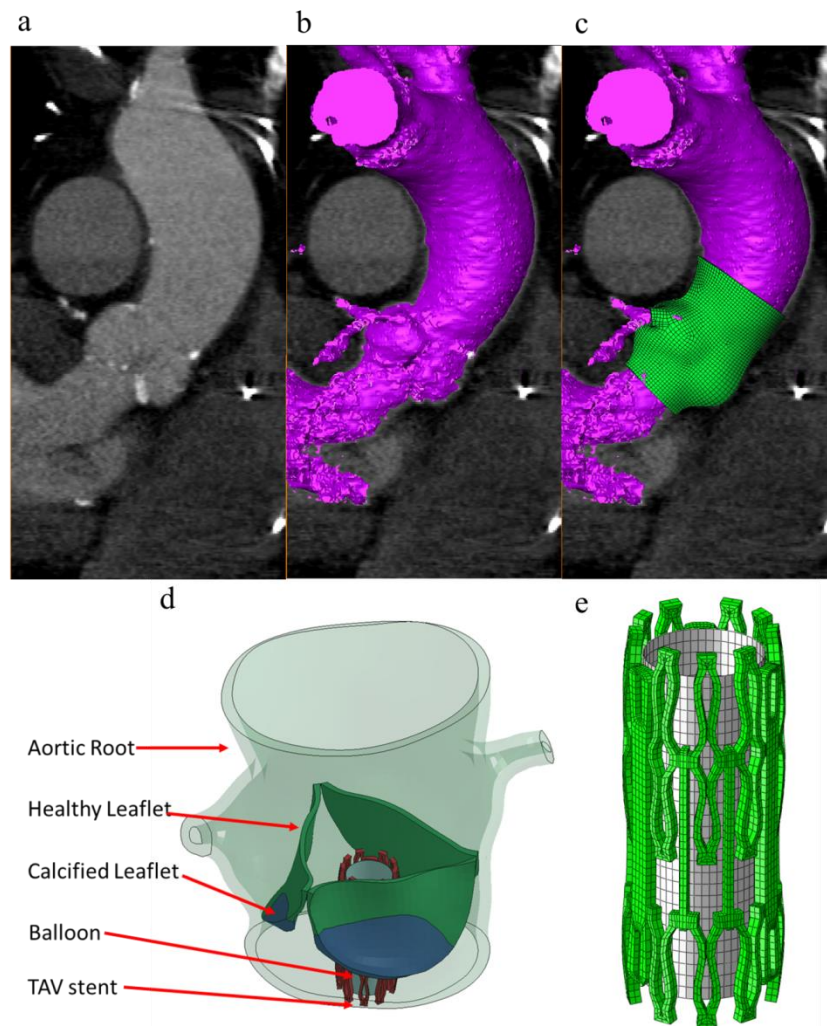 a
b
c
d
e
Aortic Root
Healthy Leaflet
Calcified Leaflet
Balloon
TAV stent